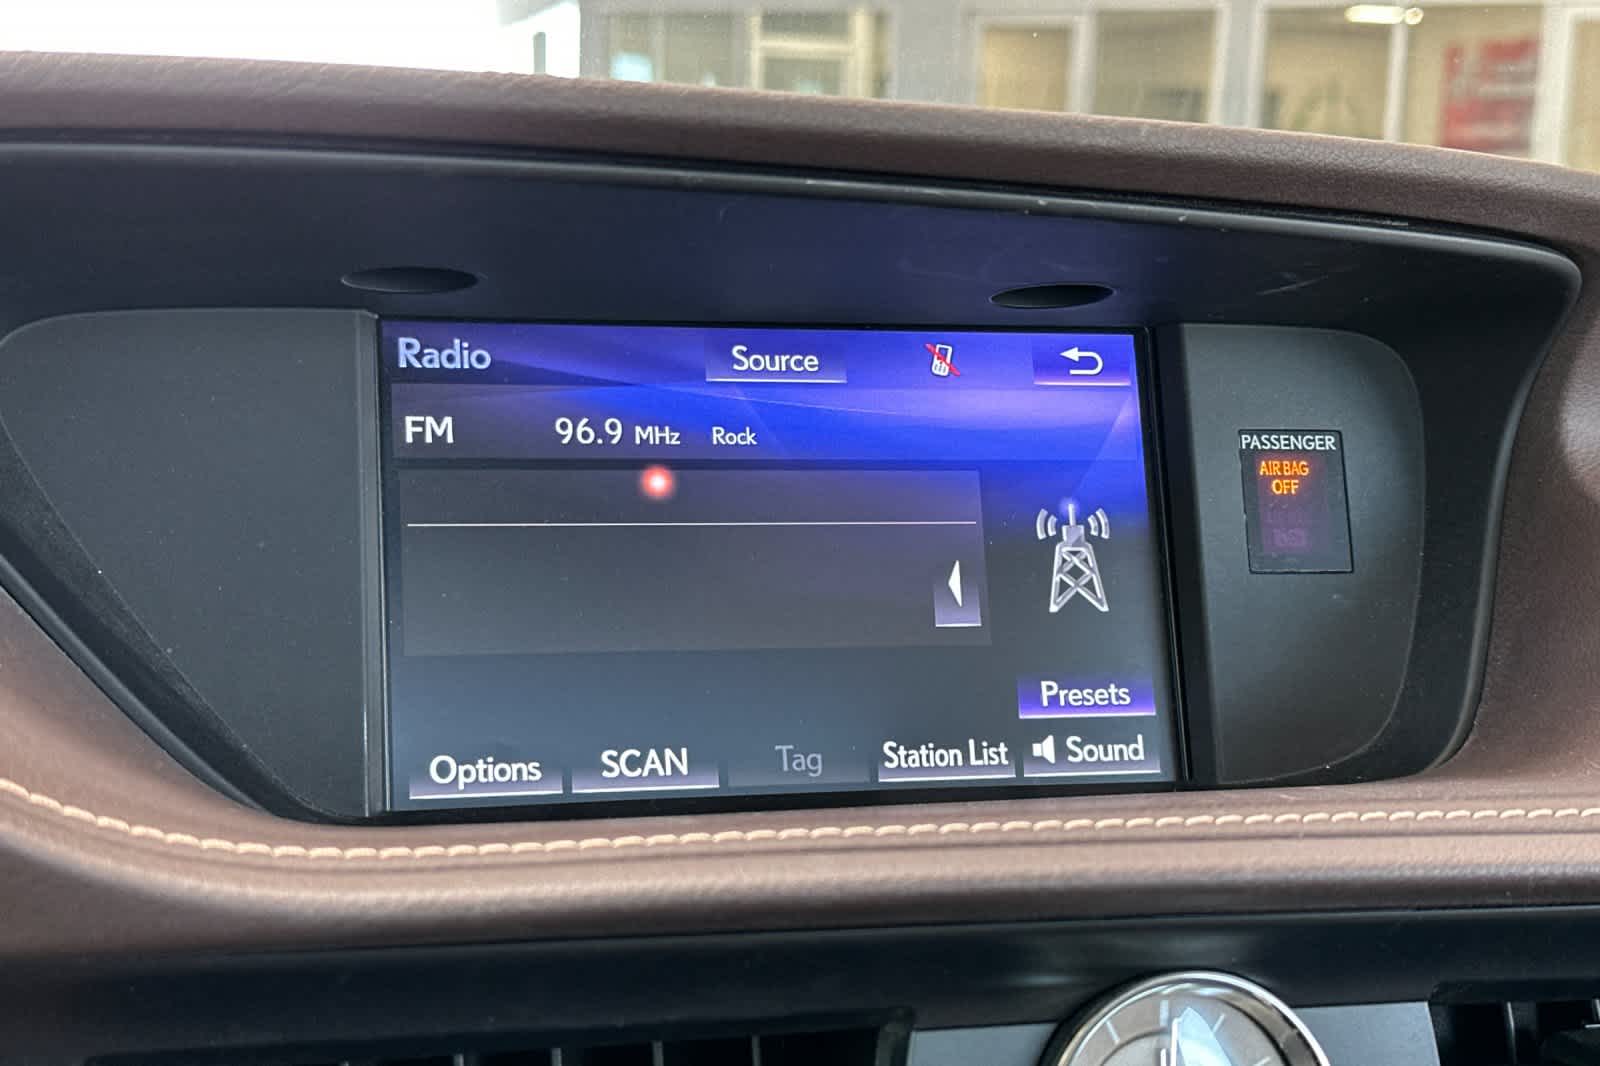 Radio
Source
FM
96.9 MHz Rock
PASSENGER
AIR BAG
OFF
Presets
Options
SCAN
Tag
Station List
Sound